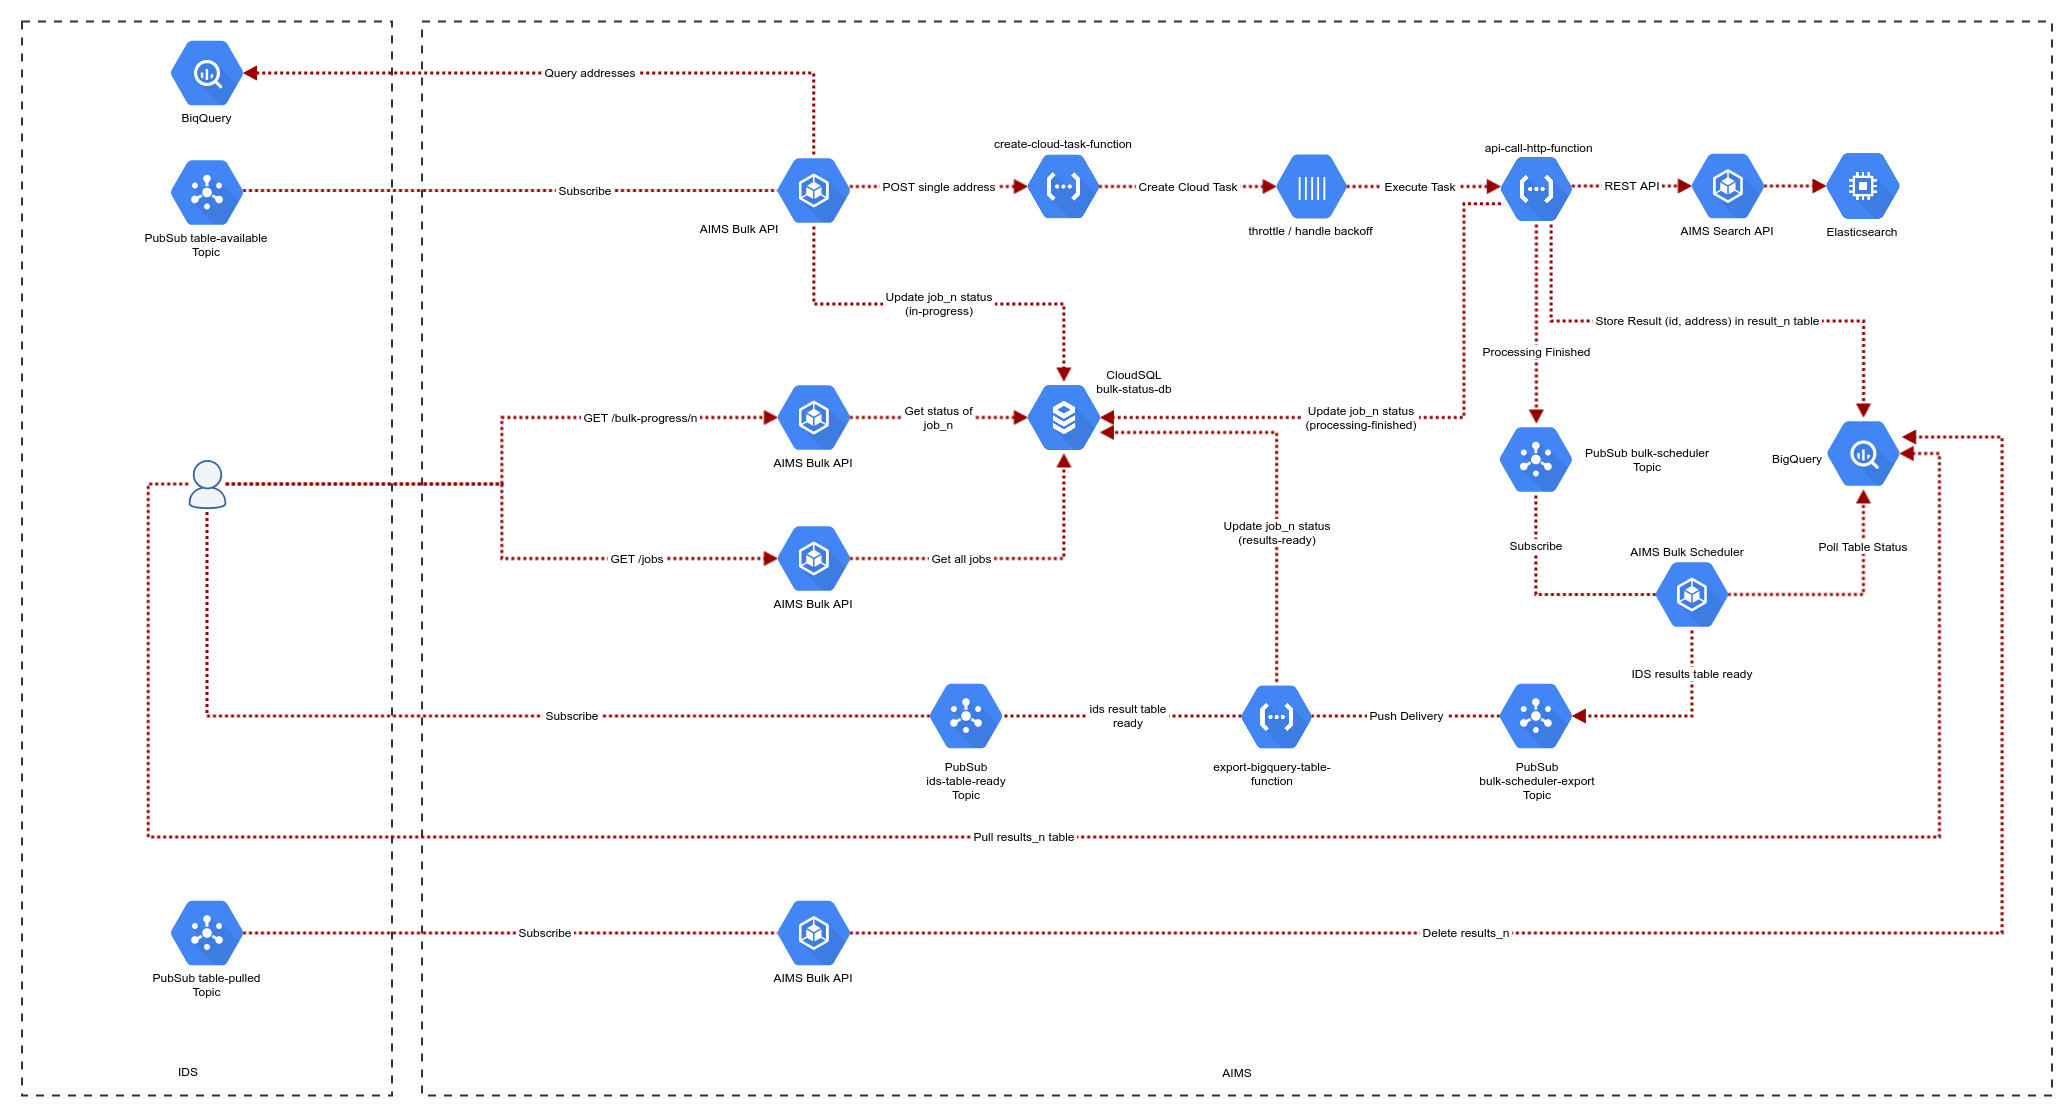 Query addresses
BiqQuery
create-cloud-task-function
api-call-http-function
Subscribe
POST single address
Create Cloud Task
Execute Task
REST API
PubSub table-available
Topic
AIMS Bulk API
throttle / handle backoff
AIMS Search API
Elasticsearch
Update job_n status
(in-progress)
Store Result (id, address) in result_n table
Processing Finished
CloudSQL
bulk-status-db
GET /bulk-progress/n
Get status of
job_n
Update job_n status
(processing-finished)
AIMS Bulk API
PubSub bulk-scheduler
Topic
BigQuery
Update job_n status
(results-ready)
Subscribe
AIMS Bulk Scheduler
Poll Table Status
GET /jobs
Get all jobs
AIMS Bulk API
IDS results table ready
Subscribe
ids result table
ready
Push Delivery
PubSub
ids-table-ready
Topic
export-bigquery-table-
function
PubSub
bulk-scheduler-export
Topic
Pull results_n table
Subscribe
Delete results_n
PubSub table-pulled
Topic
AIMS Bulk API
IDS
AIMS